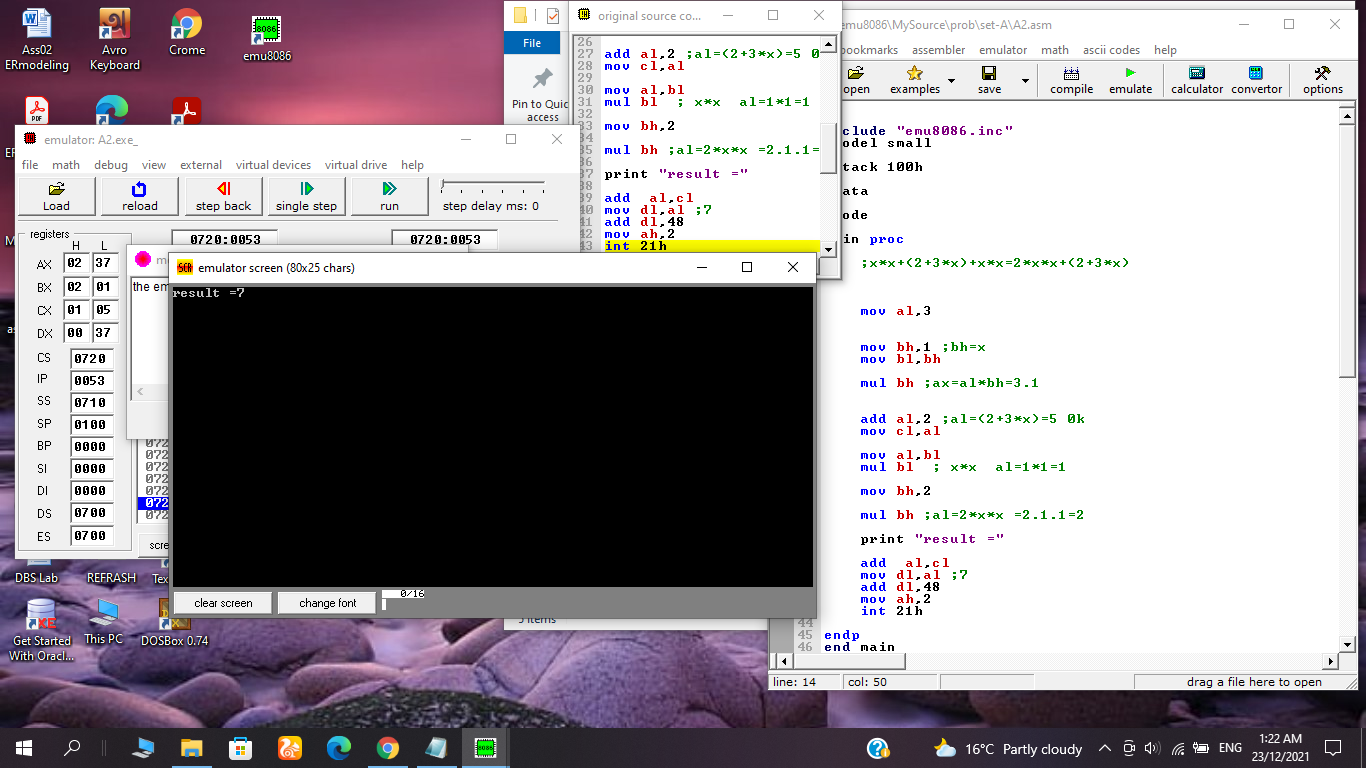 Ass02
ERmodeling
Avro
Keyboard
Crome
emu8086
8086
PDF
emulator: A2.exe_
file math debug view external virtual devices virtual drive help
Load
reload
step back
single step
run
step delay ms: 0
registers
H L
0720:0053
0720:0053
AX 02 37
BX 02 01
CX 01 05
DX 00 37
CS 0720
IP 0053
SS 0710
SP 0100
BP 0000
SI 0000
DI 0000
DS 0700
ES 0700
the em
072
072
072
072
072
072
072
scre
File
Pin to Quic
access
5 items
original source co...
26
27 add al,2 ;al=(2+3*x)=5 0
28 mov cl,al
29
30 mov al,bl
31 mul bl ; x*x al=1*1=1
32
33 mov bh,2
34
35 mul bh ;al=2*x*x =2.1.1=
36
37 print "result ="
38
39 add al,cl
40 mov dl,al ;7
41 add dl,48
42 mov ah,2
43 int 21h
SCR emulator screen (80x25 chars)
result =7
clear screen
change font
0/16
emu8086\MySource\prob\set-A\A2.asm
bookmarks assembler emulator math ascii codes help
open
examples
save
compile
emulate
calculator
convertor
options
clude "emu8086.inc"
odel small
tack 100h
ata
ode
in proc
;x*x+(2+3*x)+x*x=2*x*x+(2+3*x)
mov al,3
mov bh,1 ;bh=x
mov bl,bh
mul bh ;ax=al*bh=3.1
add al,2 ;al=(2+3*x)=5 0k
mov cl,al
mov al,bl
mul bl ; x*x al=1*1=1
mov bh,2
mul bh ;al=2*x*x =2.1.1=2
print "result ="
add al,cl
mov dl,al ;7
add dl,48
mov ah,2
int 21h
44
45 endp
46 end main
line: 14
col: 50
drag a file here to open
DBS Lab
REFRASH
Tex
Get Started
With Oracl...
This PC
DOSBox 0.74
8086
16°C Partly cloudy
ENG
1:22 AM
23/12/2021